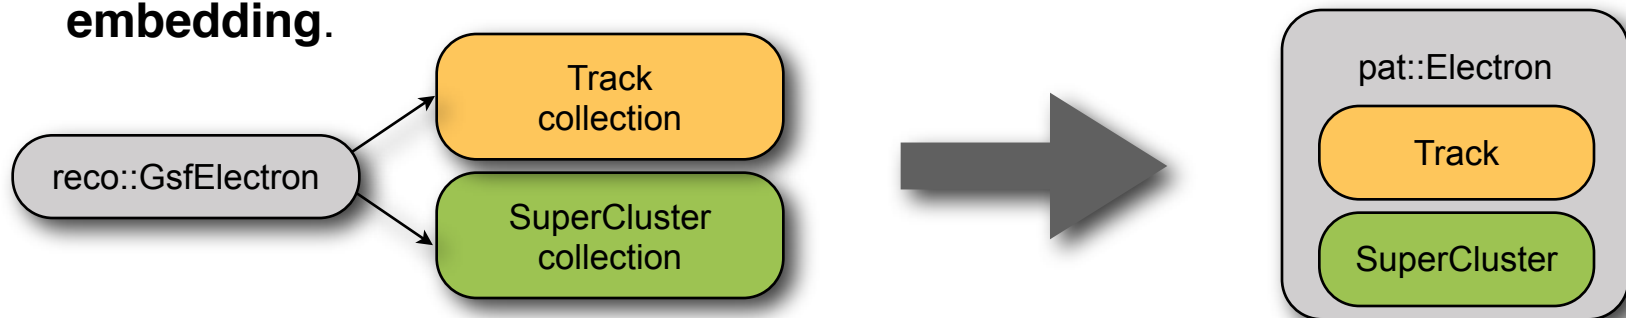 embedding.
reco::GsfElectron
Track
collection
SuperCluster
collection
pat::Electron
Track
SuperCluster